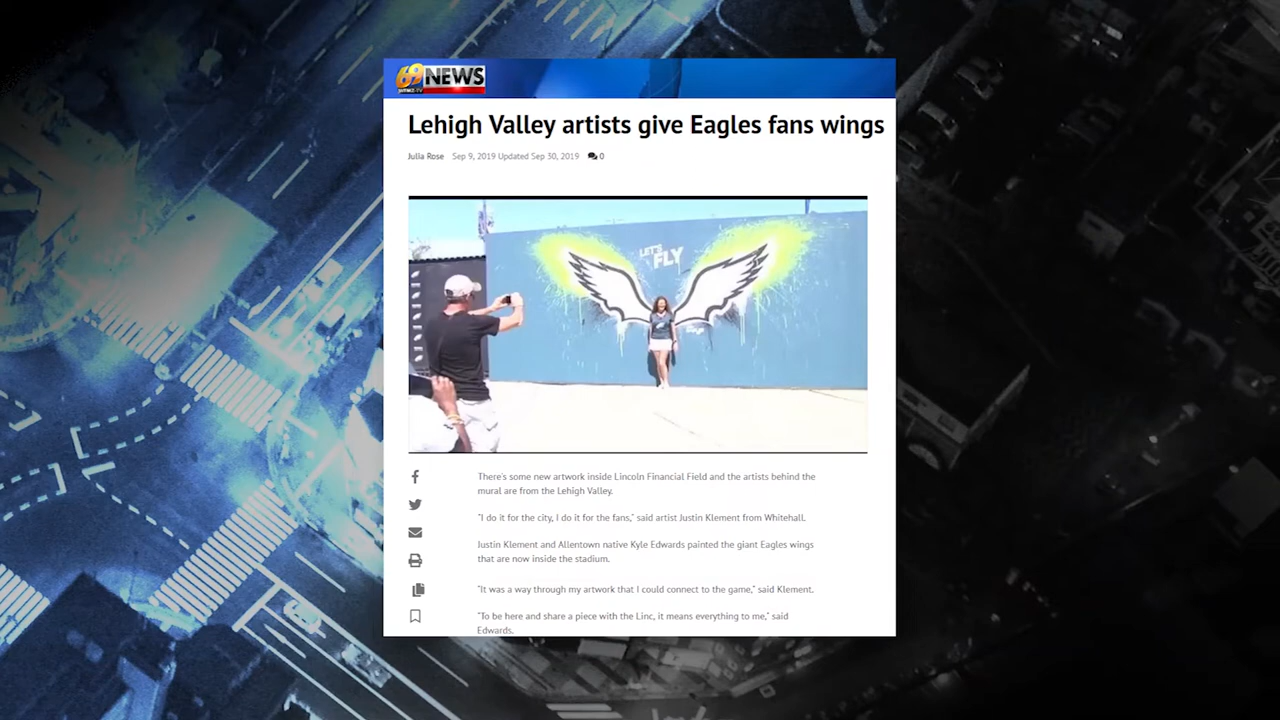 69 NEWS
WFMZ-TV
Lehigh Valley artists give Eagles fans wings
Julia Rose Sep 9, 2019 Updated Sep 30, 2019 0
LET'S
FLY
There's some new artwork inside Lincoln Financial Field and the artists behind the
mural are from the Lehigh Valley.
"I do it for the city, I do it for the fans," said artist Justin Klement from Whitehall.
Justin Klement and Allentown native Kyle Edwards painted the giant Eagles wings
that are now inside the stadium.
"It was a way through my artwork that I could connect to the game," said Klement.
"To be here and share a piece with the Linc, it means everything to me," said
Edwards.